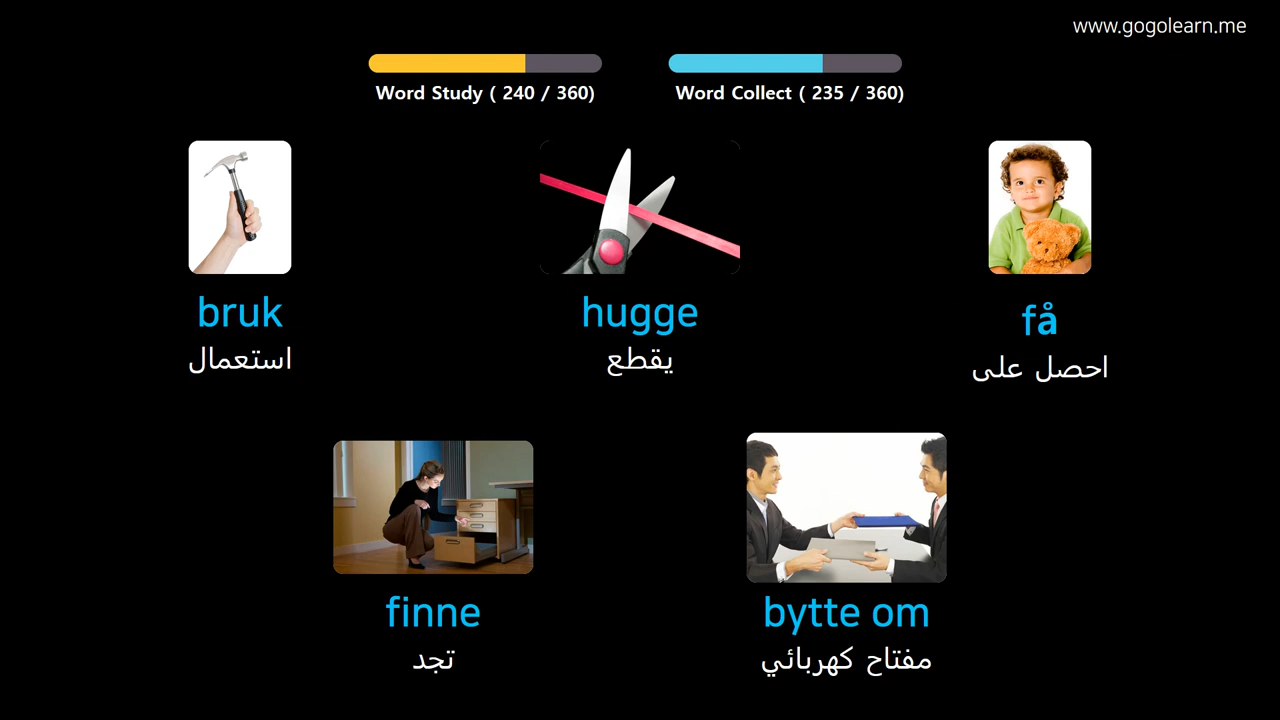 www.gogolearn.me
Word Study ( 240 / 360)
Word Collect ( 235 / 360)
bruk
استعمال
hugge
يقطع
få
احصل على
finne
تجد
bytte om
مفتاح كهربائي